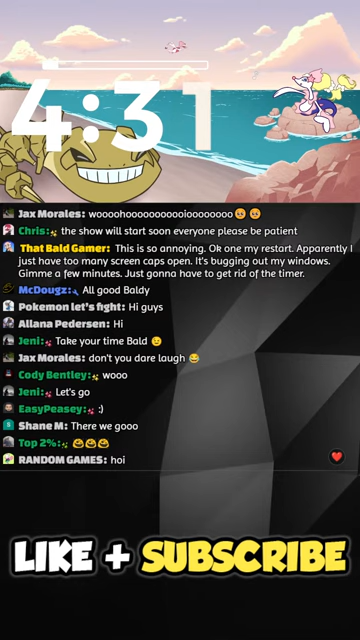 4:31
Jax Morales: woooohoooooooooioooooooo 🥺 🥺
Chris: the show will start soon everyone please be patient
That Bald Gamer: This is so annoying. Ok one my restart. Apparently I
just have too many screen caps open. It's bugging out my windows.
Gimme a few minutes. Just gonna have to get rid of the timer.
McDougz: All good Baldy
Pokemon let's fight: Hi guys
Allana Pedersen: Hi
Jeni: Take your time Bald 😉
Jax Morales: don't you dare laugh 😂
Cody Bentley: wooo
Jeni: Let's go
EasyPeasey: :)
Shane M: There we gooo
Top 2%: 😂😂😂
RANDOM GAMES: hoi
LIKE + SUBSCRIBE